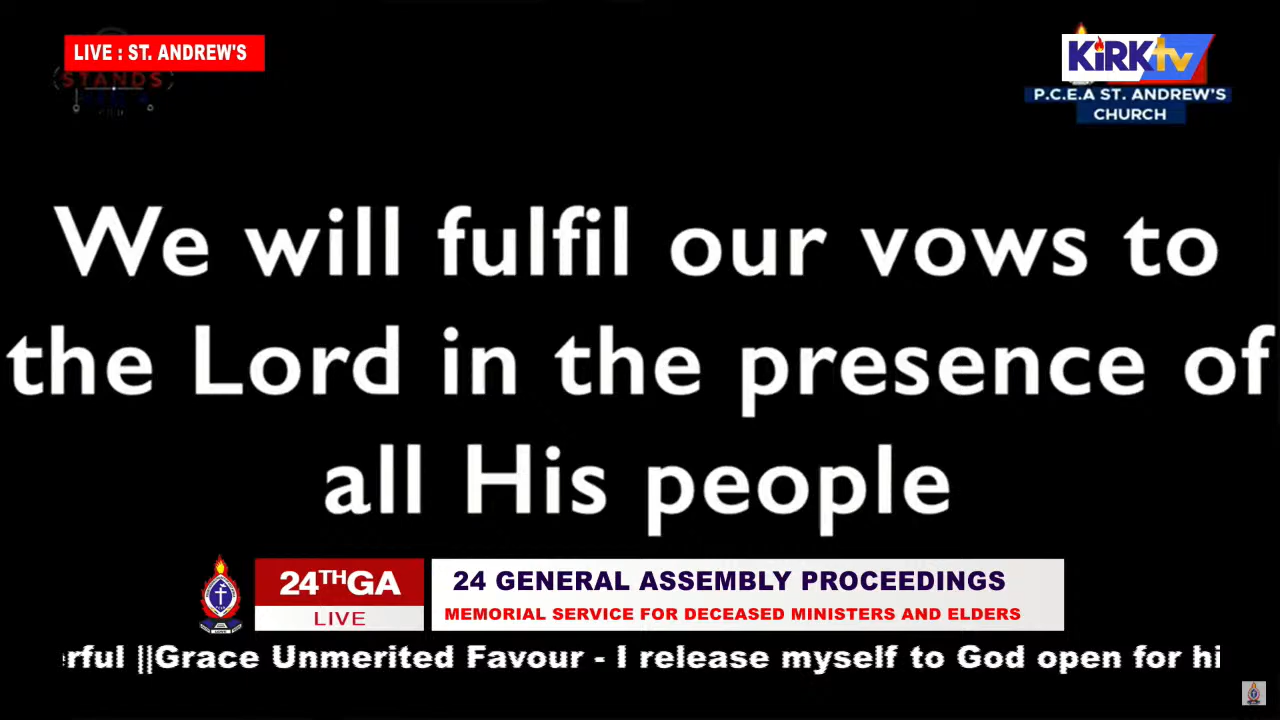 LIVE : ST. ANDREW'S
STANDS
KiRKtv
P.C.E.A ST. ANDREW'S
CHURCH
We will fulfil our vows to
the Lord in the presence of
all His people
24THGA
LIVE
24 GENERAL ASSEMBLY PROCEEDINGS
MEMORIAL SERVICE FOR DECEASED MINISTERS AND ELDERS
rful ||Grace Unmerited Favour - I release myself to God open for hi